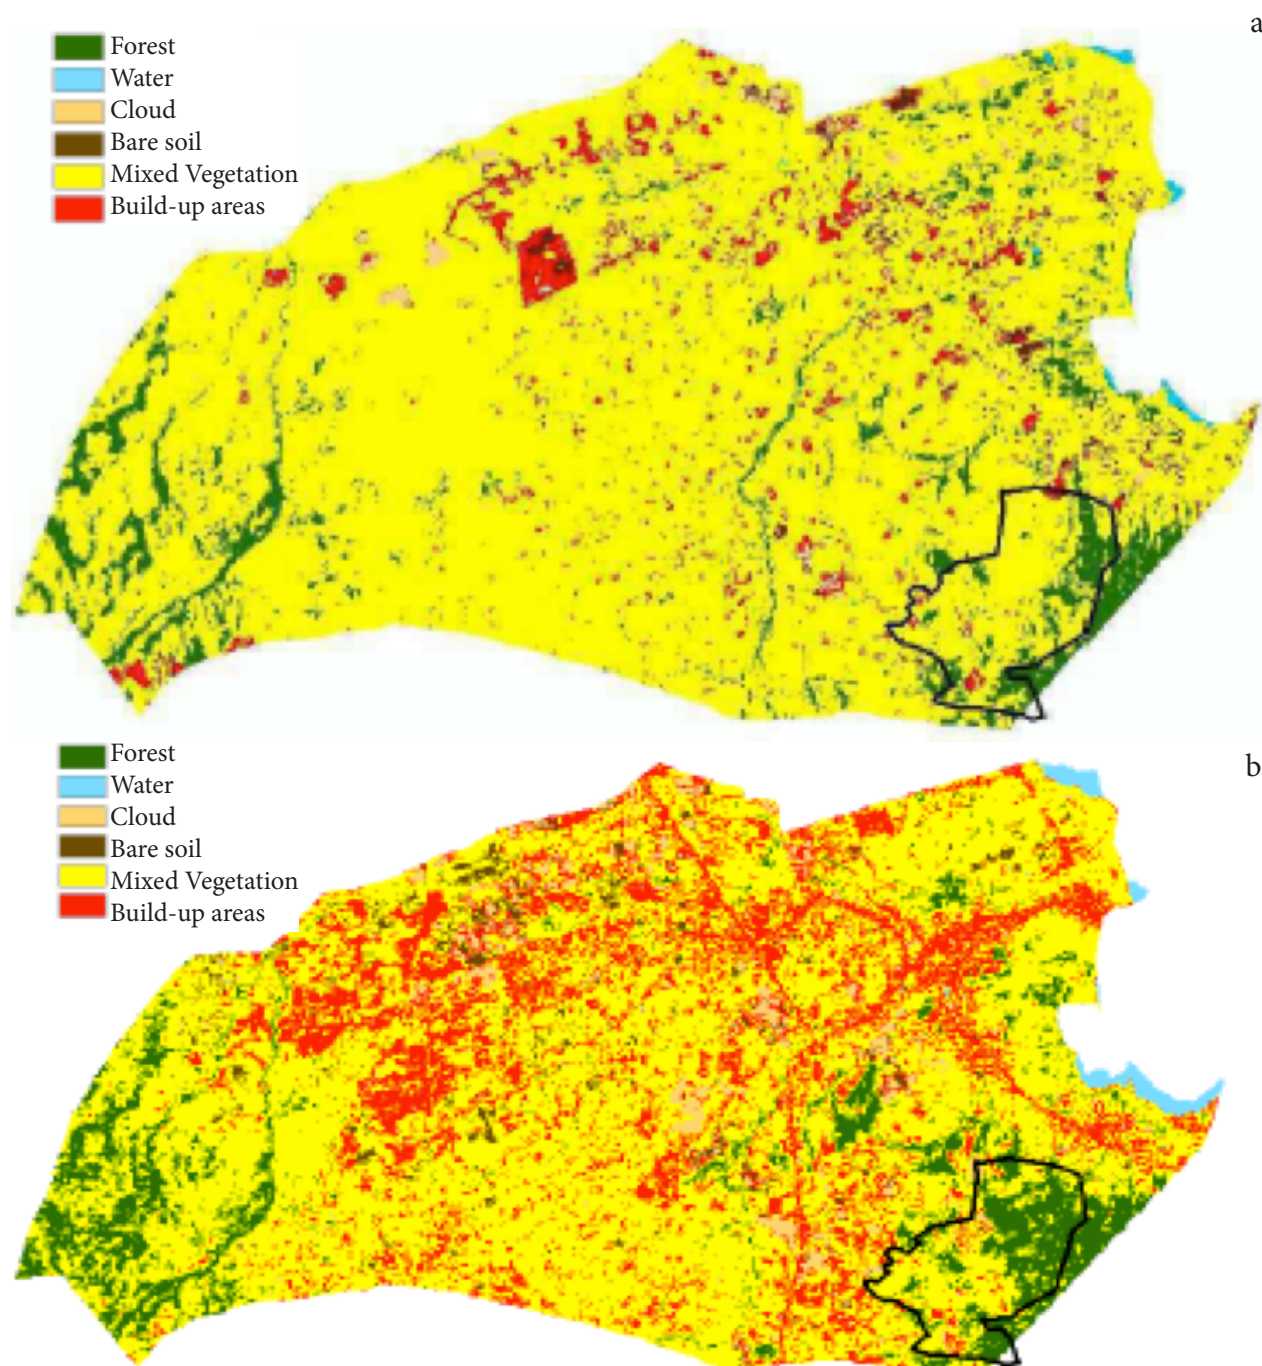 a
Forest
Water
Cloud
Bare soil
Mixed Vegetation
Build-up areas
b
Forest
Water
Cloud
Bare soil
Mixed Vegetation
Build-up areas